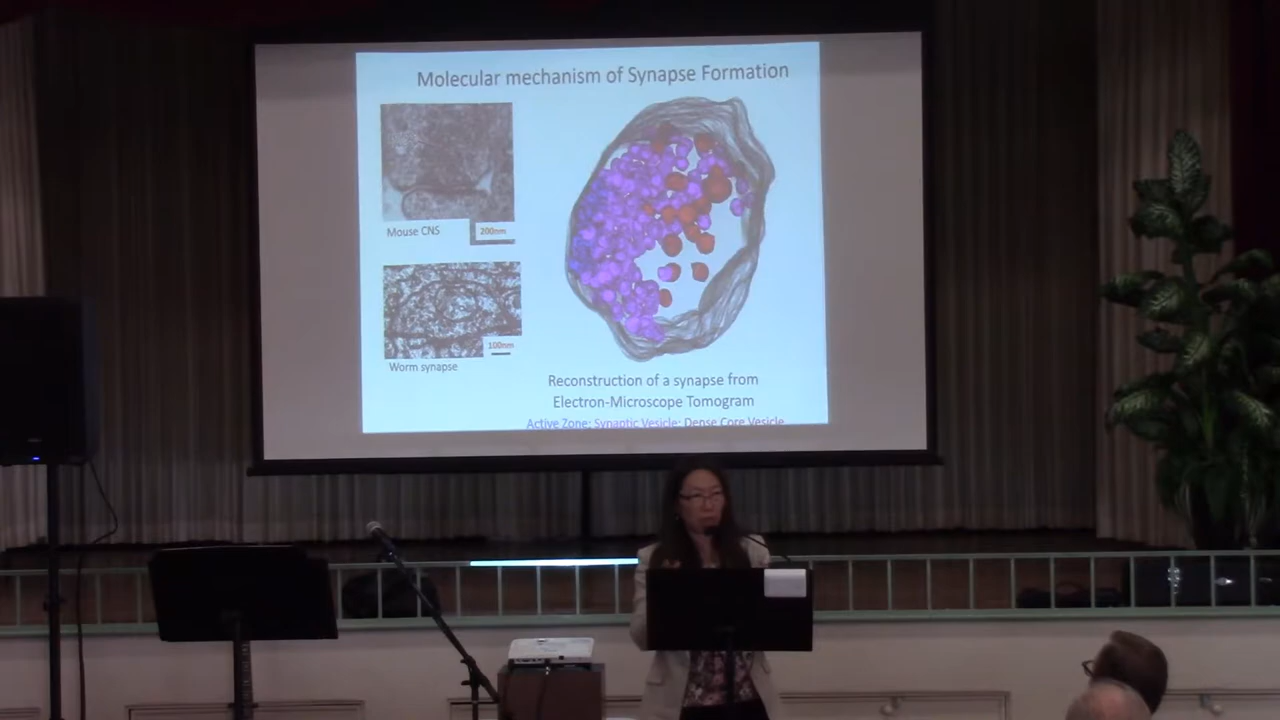 Molecular mechanism of Synapse Formation
Mouse CNS
200nm
100nm
Worm synapse
Reconstruction of a synapse from
Electron-Microscope Tomogram
Active Zone; Synaptic Vesicle; Dense Core Vesicle